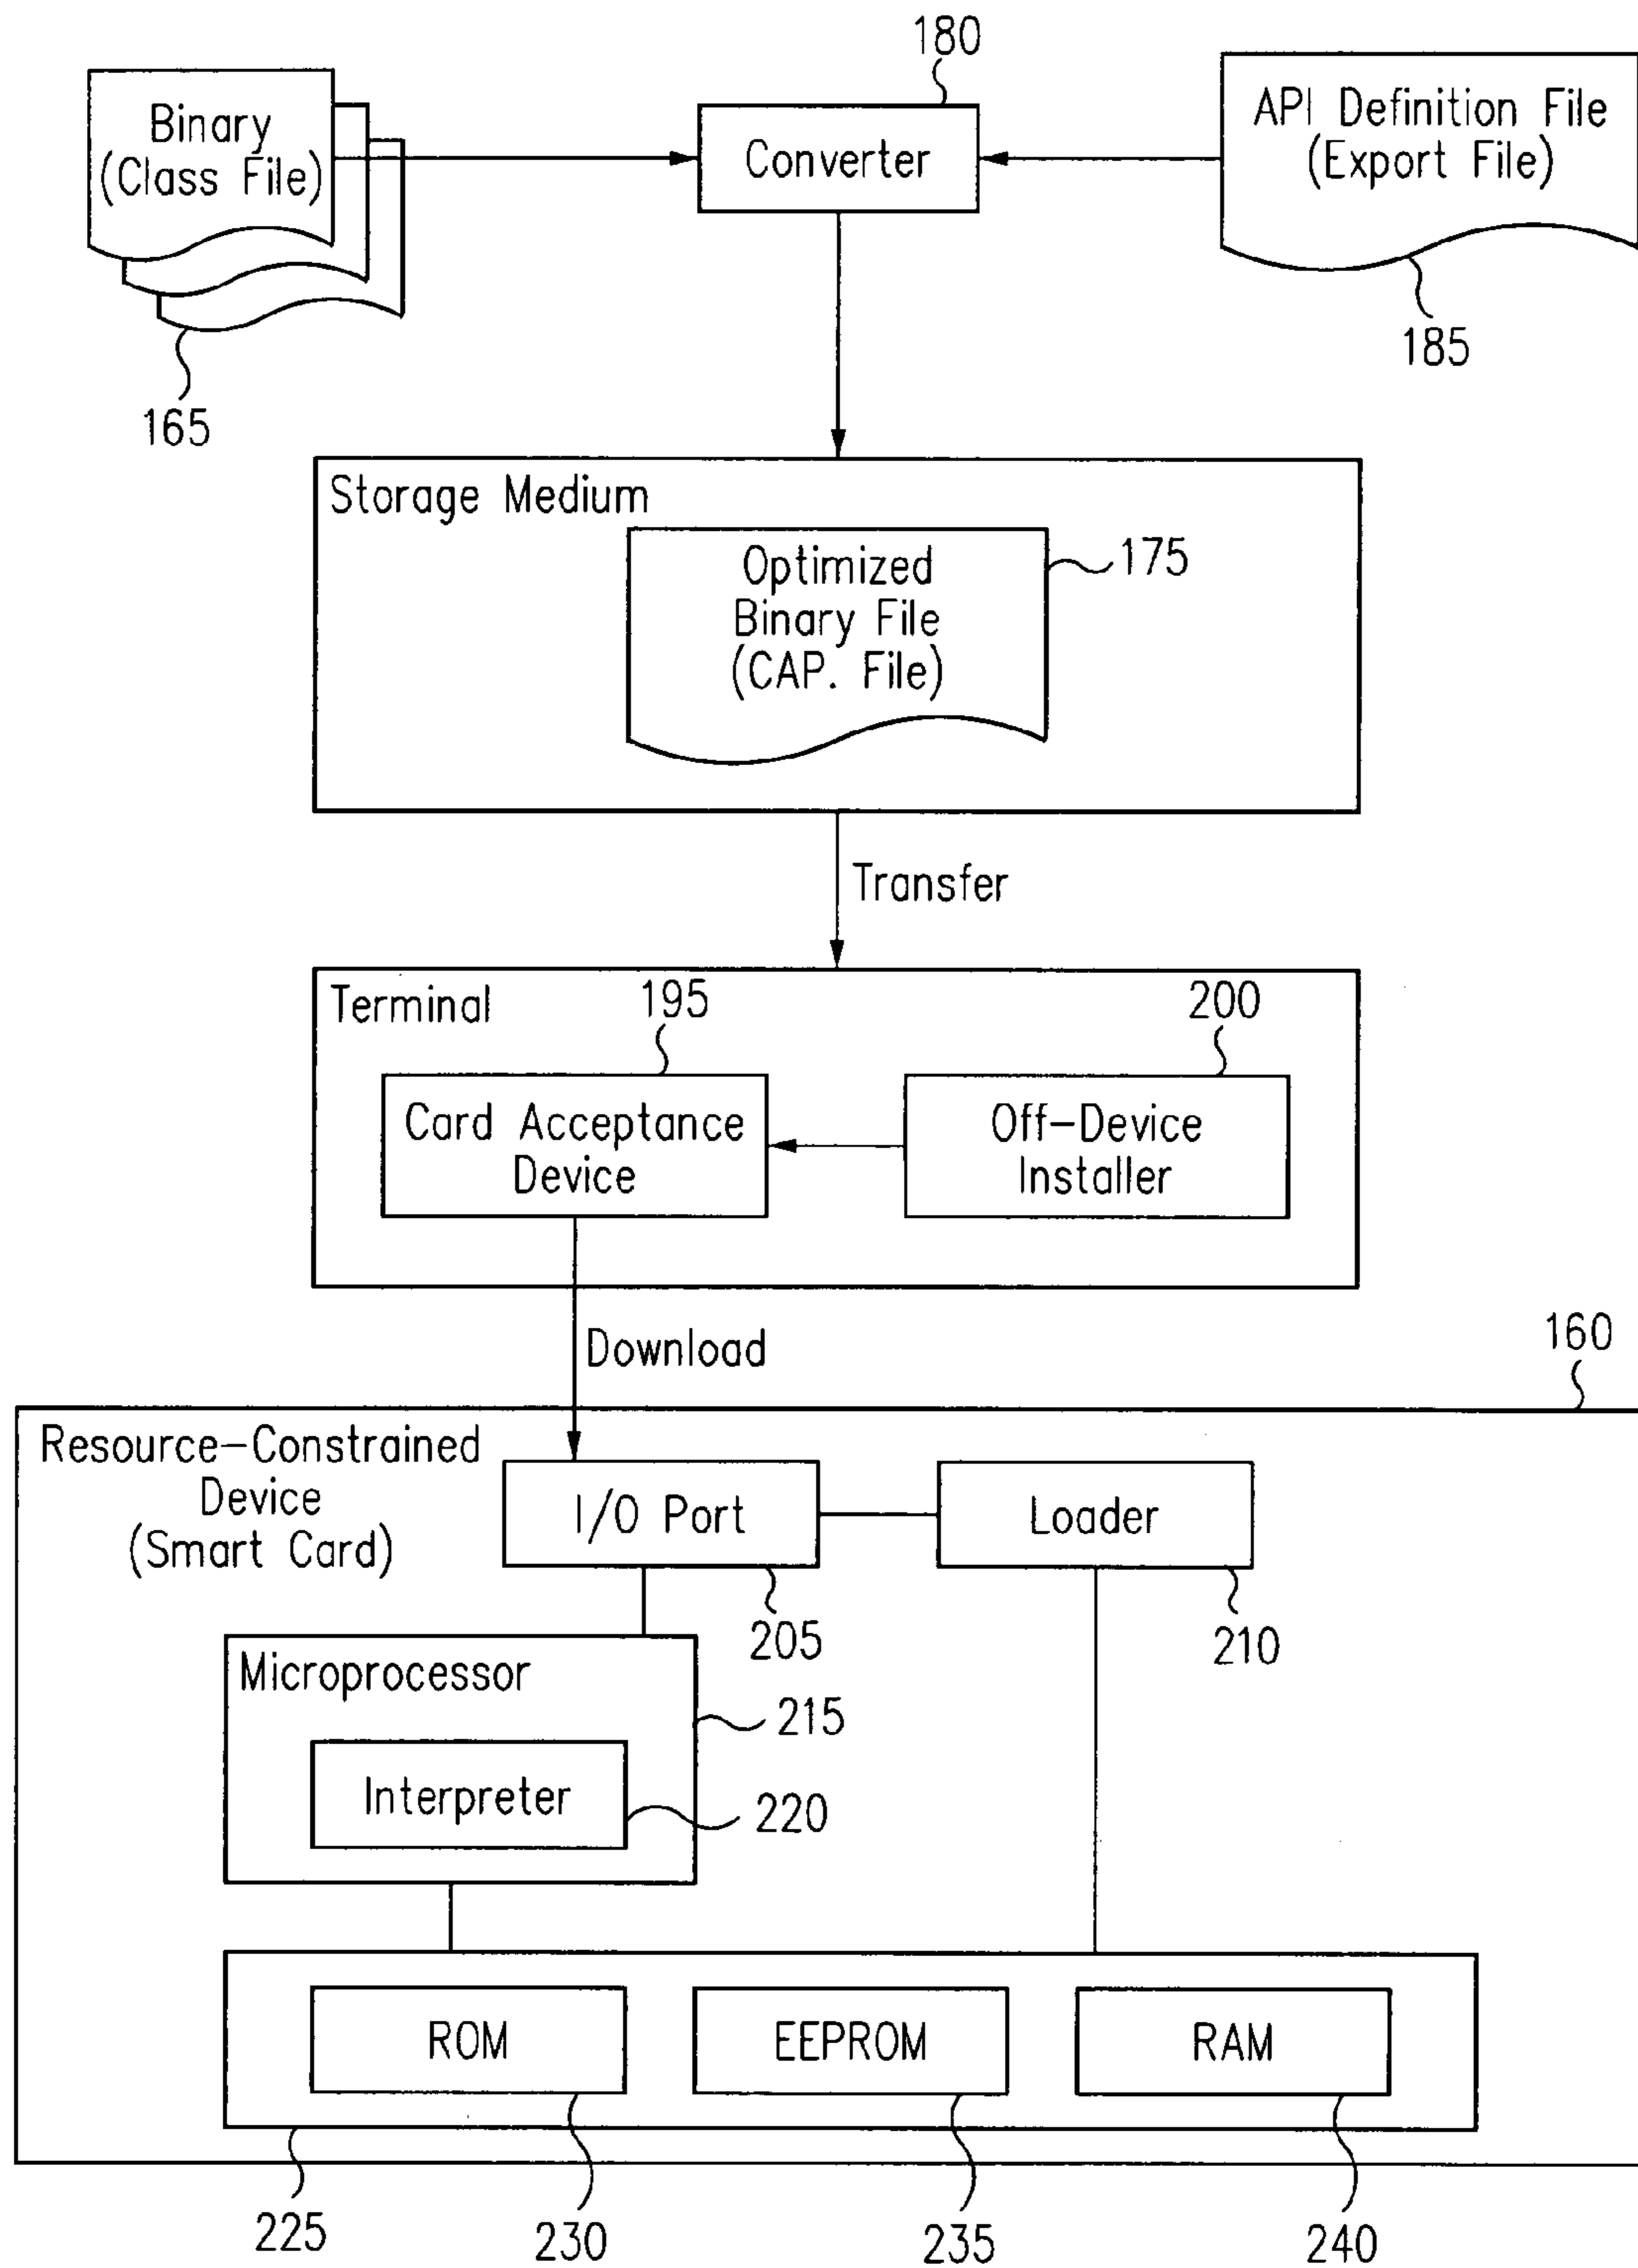 180
Binary
(Class File)
Converter
API Definition File
(Export File)
165
185
Storage Medium
Optimized
Binary File
(CAP. File)
175
Transfer
Terminal
195
200
Card Acceptance
Device
Off-Device
Installer
Download
160
Resource-Constrained
Device
(Smart Card)
I/O Port
Loader
205
210
Microprocessor
215
Interpreter
220
ROM
EEPROM
RAM
225
230
235
240